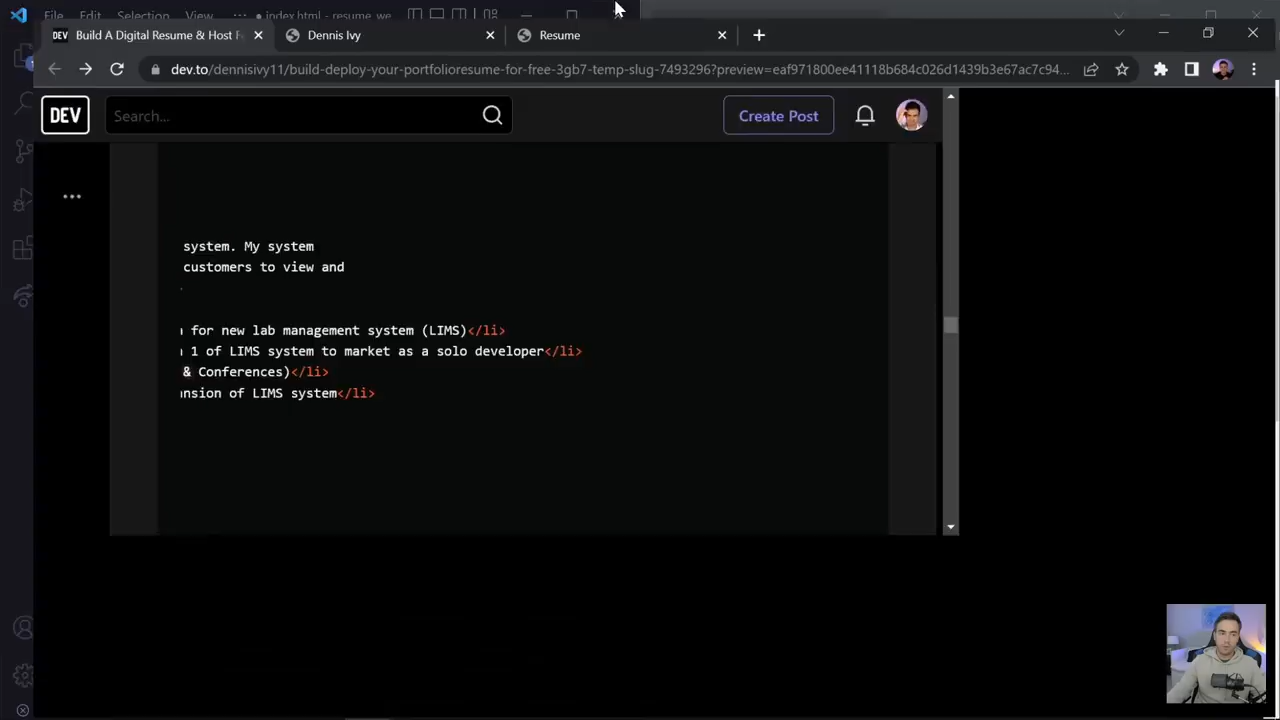 File Edit Selection View ··· ● index.html - resume_we
DEV Build A Digital Resume & Host F
Dennis Ivy
Resume
dev.to/dennisivy11/build-deploy-your-portfolioresume-for-free-3gb7-temp-slug-7493296?preview=eaf971800ee41118b684c026d1439b3e67ac7c94...
DEV
Search...
Create Post
system. My system
customers to view and
for new lab management system (LIMS)</li>
1 of LIMS system to market as a solo developer</li>
& Conferences)</li>
nsion of LIMS system</li>